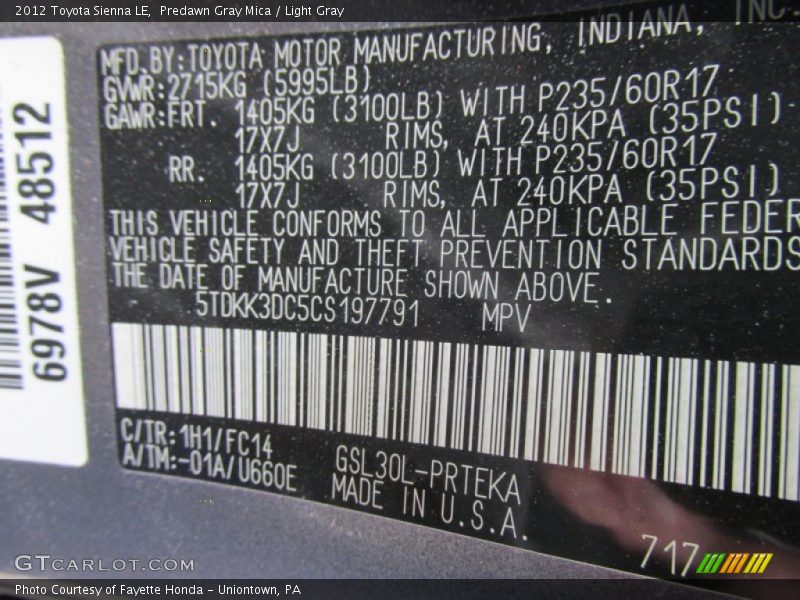 2012 Toyota Sienna LE, Predawn Gray Mica / Light Gray
MFD. BY: TOYOTA MOTOR MANUFACTURING, INDIANA, INC.
GVWR: 2715KG (5995LB)
GAWR: FRT. 1405KG (3100LB) WITH P235/60R17
17X7J RIMS, AT 240KPA (35PSI)
RR. 1405KG (3100LB) WITH P235/60R17
17X7J RIMS, AT 240KPA (35PSI)
THIS VEHICLE CONFORMS TO ALL APPLICABLE FEDER
VEHICLE SAFETY AND THEFT PREVENTION STANDARDS
THE DATE OF MANUFACTURE SHOWN ABOVE.
5TDKK3DC5CS197791 MPV
C/TR: 1H1/FC14
A/TM: -01A/U660E
GSL30L-PRTEKA
MADE IN U.S.A.
717
6978V 48512
GTCARLOT.COM
Photo Courtesy of Fayette Honda - Uniontown, PA